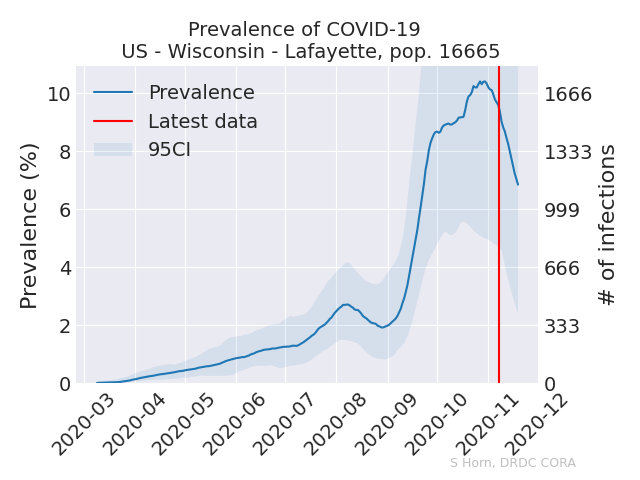 Prevalence of COVID-19
US - Wisconsin - Lafayette, pop. 16665
Prevalence
Latest data
95CI
Prevalence (%)
10
8
6
4
2
0
1666
1333
999
666
333
0
# of infections
2020-03
2020-04
2020-05
2020-06
2020-07
2020-08
2020-09
2020-10
2020-11
2020-12
S Horn, DRDC CORA